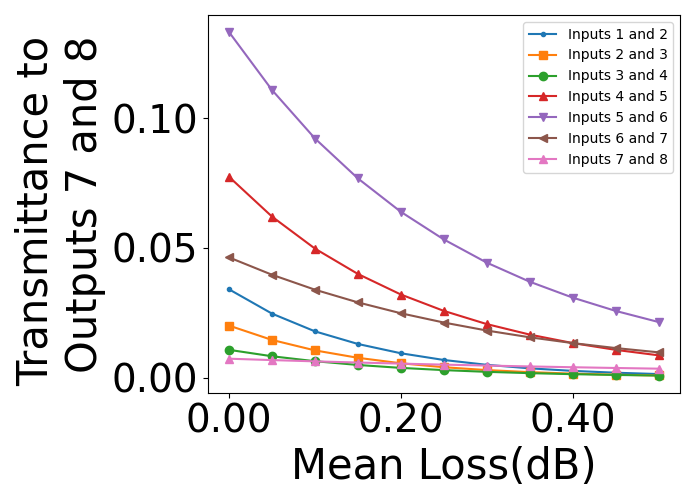 Transmittance to
Outputs 7 and 8
0.10
0.05
0.00
0.00
0.20
0.40
Mean Loss(dB)
Inputs 1 and 2
Inputs 2 and 3
Inputs 3 and 4
Inputs 4 and 5
Inputs 5 and 6
Inputs 6 and 7
Inputs 7 and 8